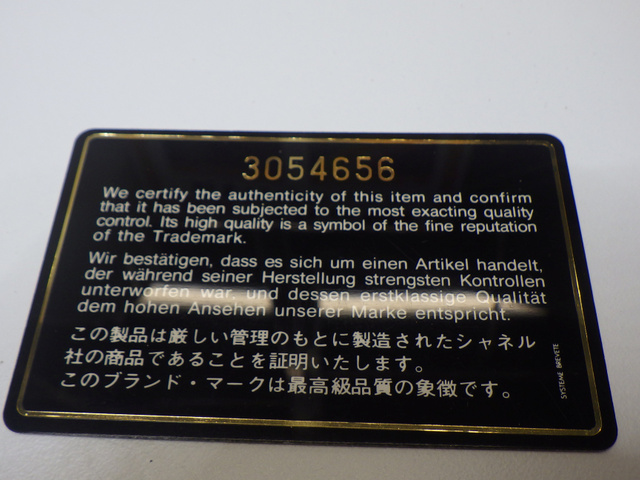 3054656
We certify the authenticity of this item and confirm
that it has been subjected to the most exacting quality
control. Its high quality is a symbol of the fine reputation
of the Trademark.
Wir bestätigen, dass es sich um einen Artikel handelt,
der während seiner Herstellung strengsten Kontrollen
unterworfen war, und dessen erstklassige Qualität
dem hohen Ansehen unserer Marke entspricht.
この製品は厳しい管理のもとに製造されたシャネル
社の商品であることを証明いたします。
このブランド・マークは最高級品質の象徴です。
SYSTEME BREVETE